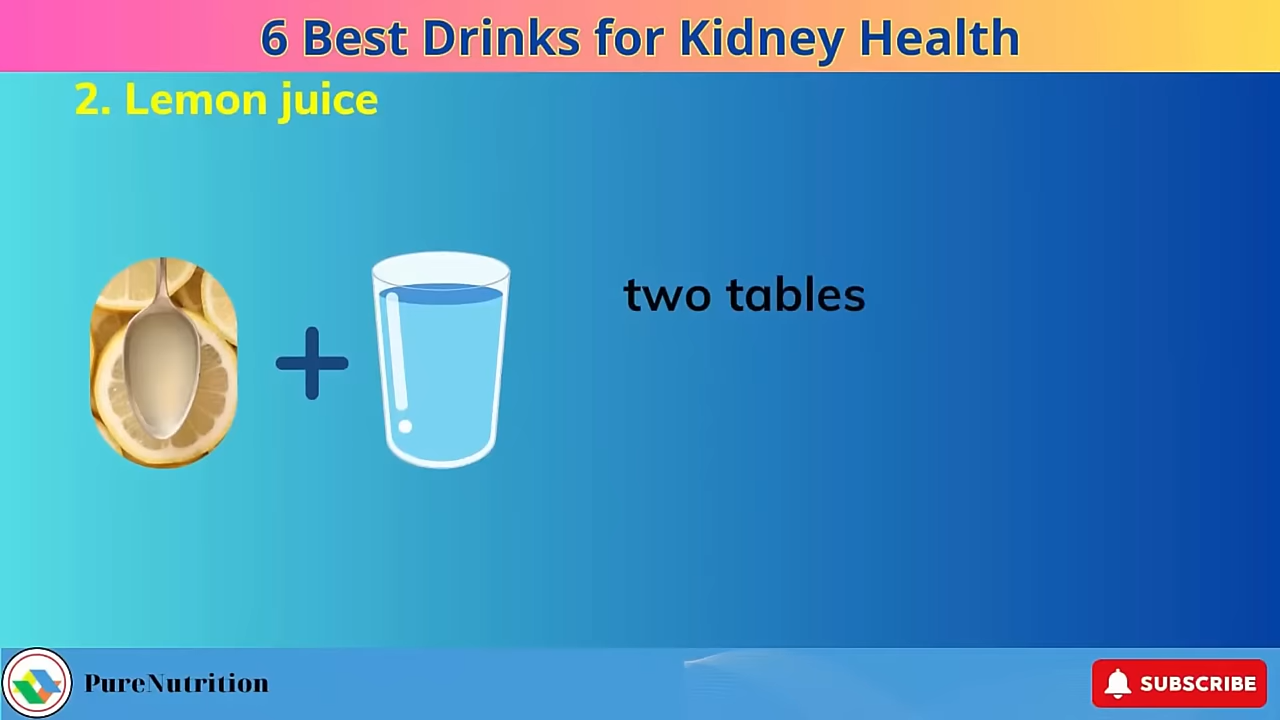 6 Best Drinks for Kidney Health
2. Lemon juice
two tables
PureNutrition
SUBSCRIBE